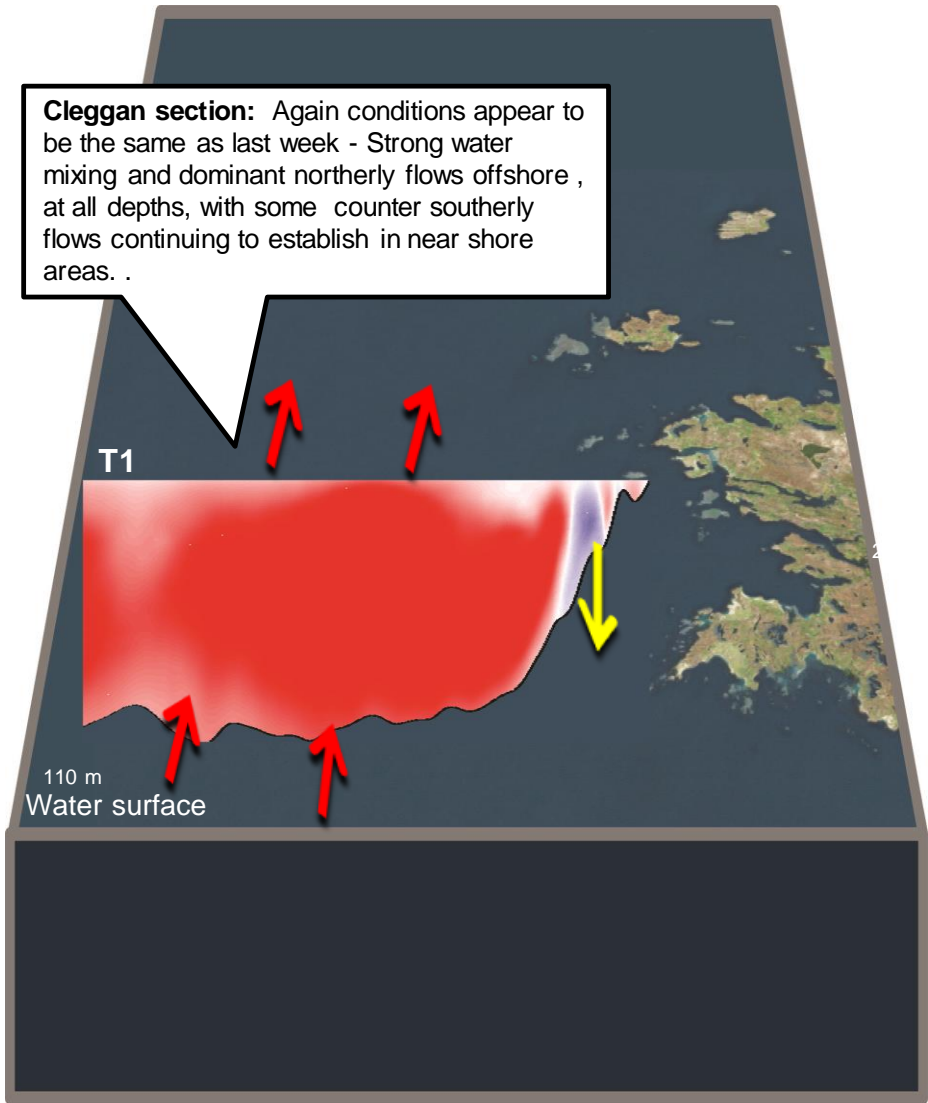 Cleggan section: Again conditions appear to
be the same as last week - Strong water
mixing and dominant northerly flows offshore ,
at all depths, with some counter southerly
flows continuing to establish in near shore
areas. .
T1
2
110 m
Water surface